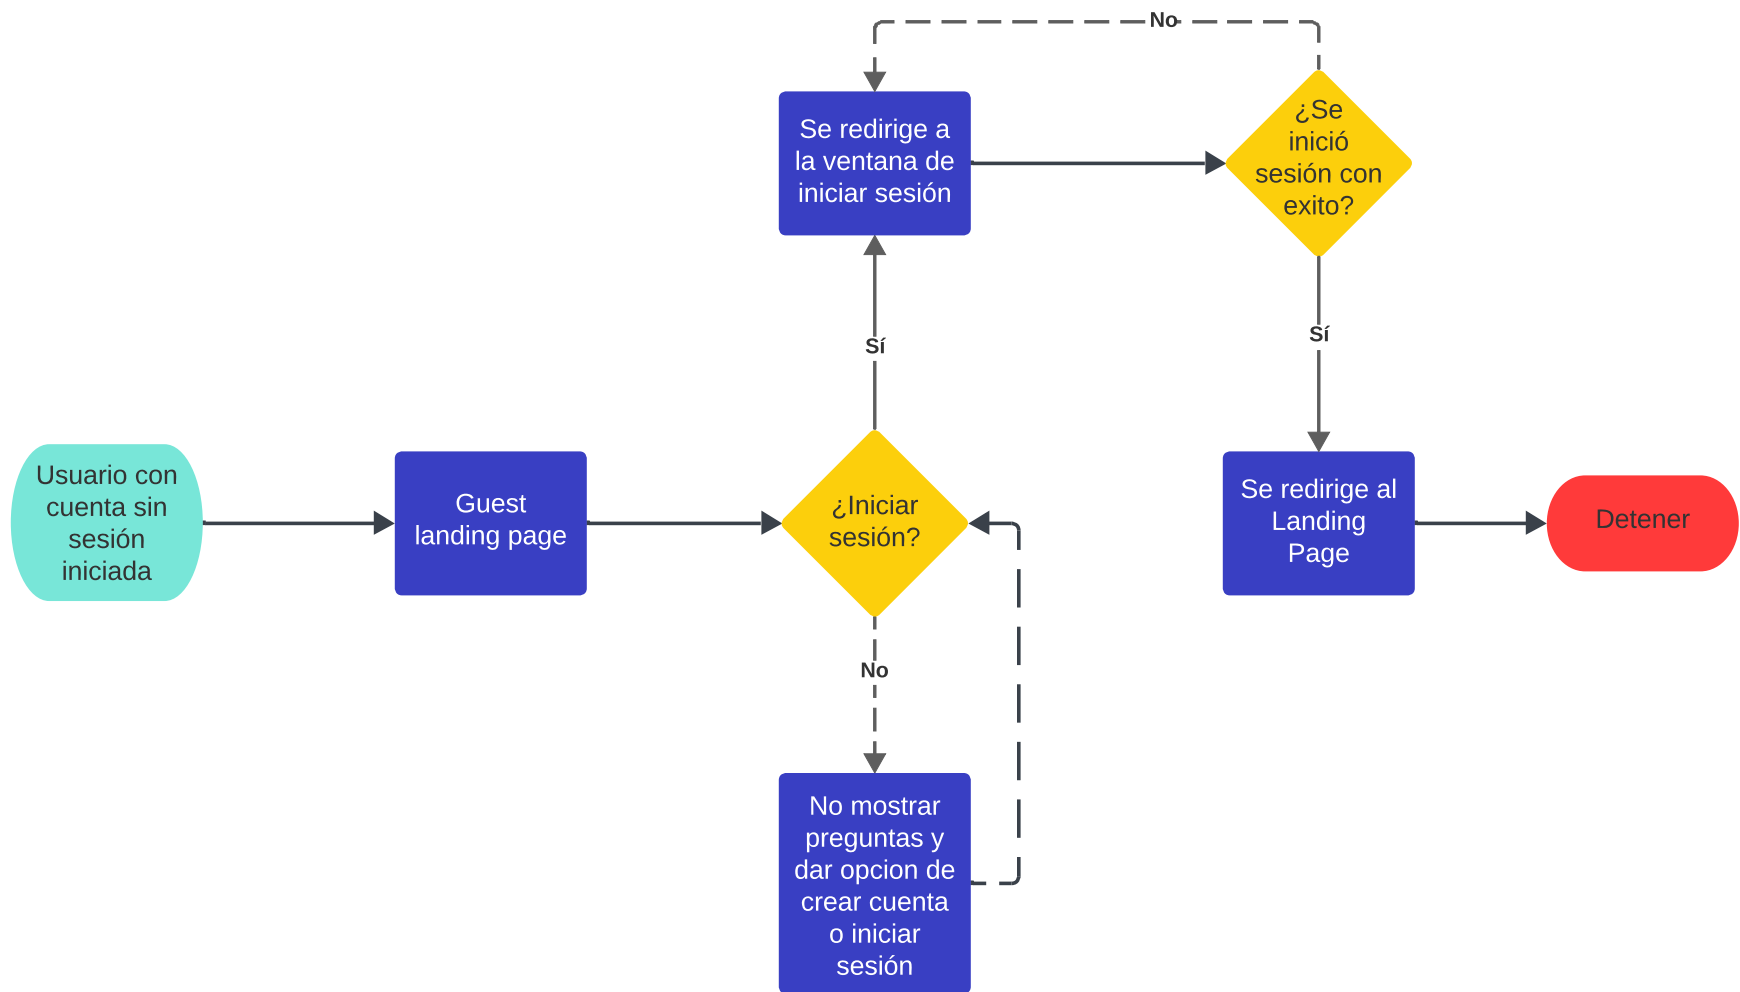 No
Se redirige a
la ventana de
iniciar sesión
¿Se
inició
sesión con
exito?
Sí
Sí
Usuario con
cuenta sin
sesión
iniciada
Guest
landing page
¿Iniciar
sesión?
Se redirige al
Landing
Page
Detener
No
No mostrar
preguntas y
dar opcion de
crear cuenta
o iniciar
sesión